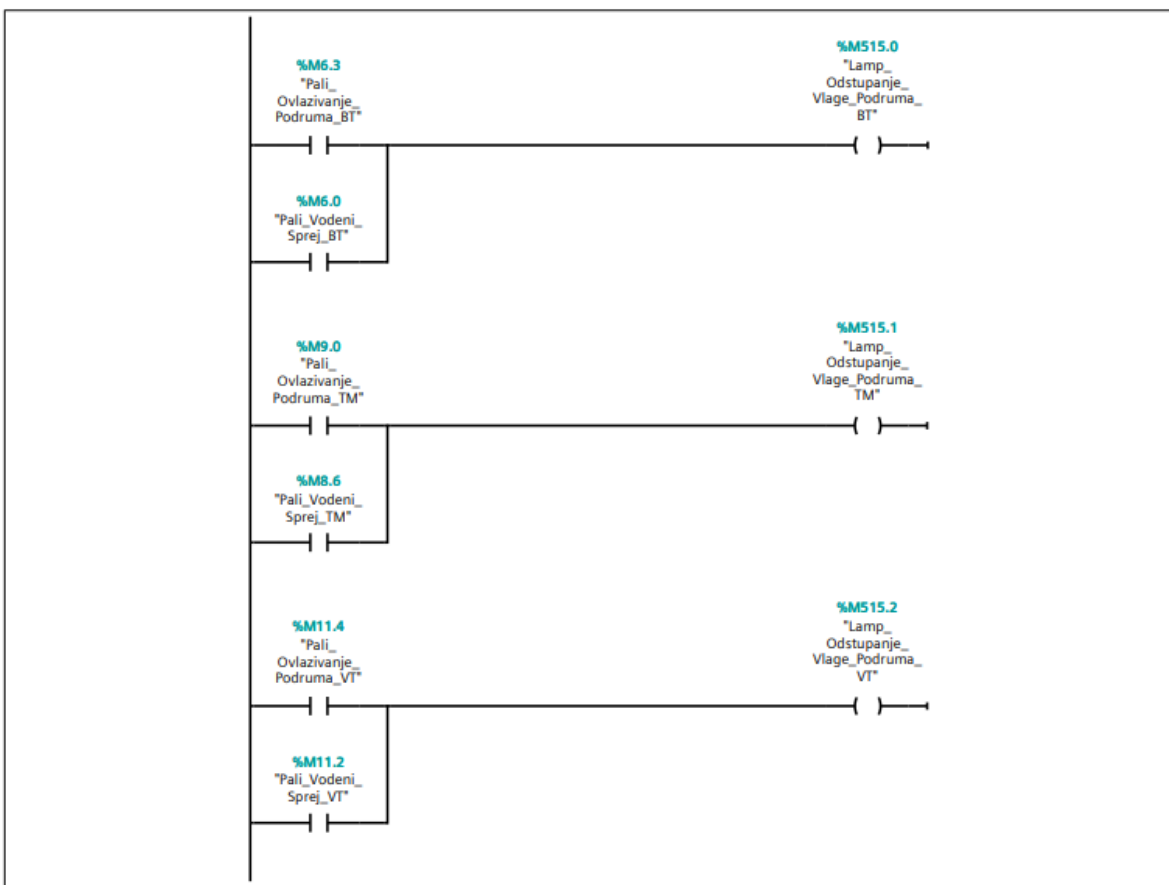 %M6.3
"Pali_
Ovlazivanje_
Podruma_BT"
%M515.0
"Lamp_
Odstupanje_
Vlage_Podruma_
BT"
%M6.0
"Pali_Vodeni_
Sprej_BT"
%M9.0
"Pali_
Ovlazivanje_
Podruma_TM"
%M515.1
"Lamp_
Odstupanje_
Vlage_Podruma_
TM"
%M8.6
"Pali_Vodeni_
Sprej_TM"
%M11.4
"Pali_
Ovlazivanje_
Podruma_VT"
%M515.2
"Lamp_
Odstupanje_
Vlage_Podruma_
VT"
%M11.2
"Pali_Vodeni_
Sprej_VT"